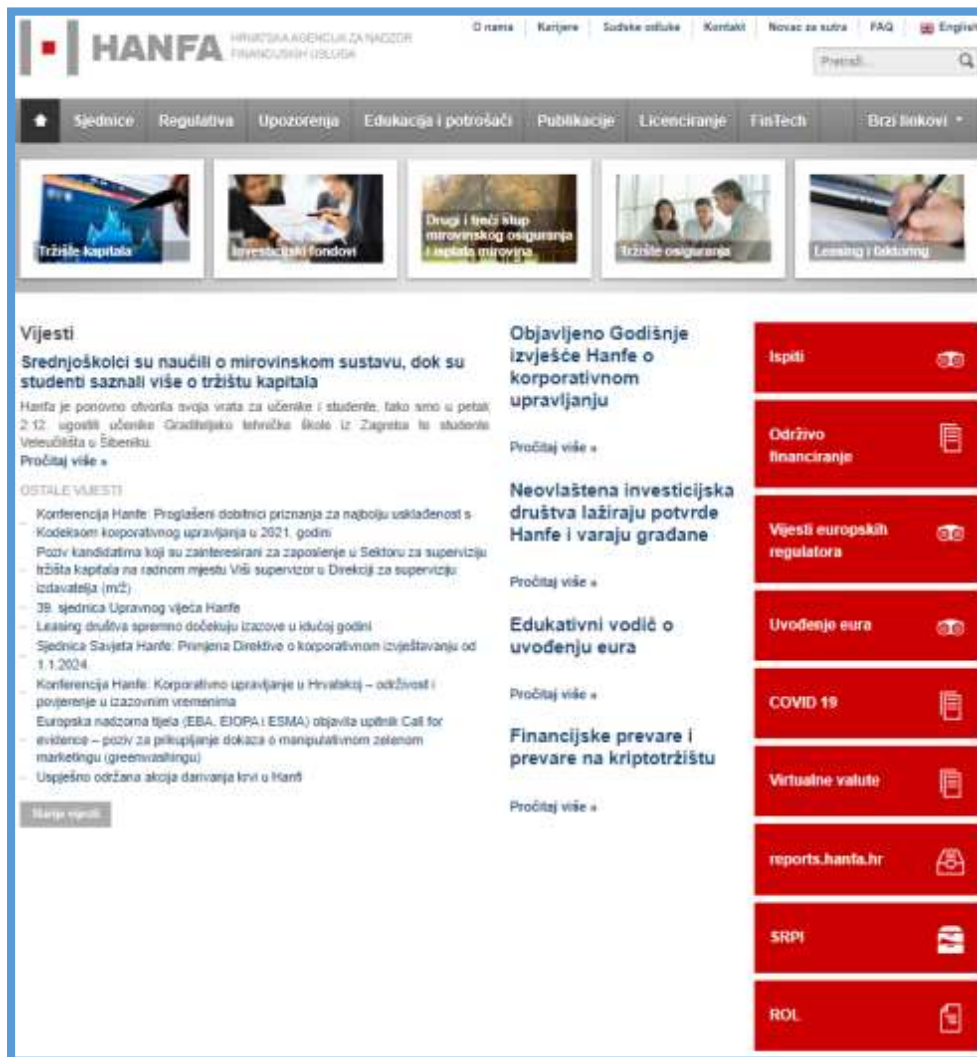 O nama Karijere Sudske odluke Kontakt Novac za sutra FAQ English
HANFA
HRVATSKA AGENCIJA ZA NADZOR
FINANCIJSKIH USLUGA
Pretraži...
Sjednice Regulativa Upozorenja Edukacija i potrošači Publikacije Licenciranje FinTech Brzi linkovi
Tržište kapitala
Investicijski fondovi
Drugi i treći stup
mirovinskog osiguranja
i isplata mirovina
Tržište osiguranja
Leasing i faktoring
Vijesti
Srednjoškolci su naučili o mirovinskom sustavu, dok su
studenti saznali više o tržištu kapitala
Hanfa je ponovno otvorila svoja vrata za učenike i studente, tako smo u petak
2.12. ugostili učenike Graditeljsko tehničke škole iz Zagreba te studente
Veleučilišta u Šibeniku.
Pročitaj više »
OSTALE VIJESTI
Konferencija Hanfe: Proglašeni dobitnici priznanja za najbolju usklađenost s
Kodeksom korporativnog upravljanja u 2021. godini
Poziv kandidatima koji su zainteresirani za zaposlenje u Sektoru za superviziju
tržišta kapitala na radnom mjestu Viši supervizor u Direkciji za superviziju
izdavatelja (m/ž)
39. sjednica Upravnog vijeća Hanfe
Leasing društva spremno dočekuju izazove u idućoj godini
Sjednica Savjeta Hanfe: Primjena Direktive o korporativnom izvještavanju od
1.1.2024.
Konferencija Hanfe: Korporativno upravljanje u Hrvatskoj – održivost i
povjerenje u izazovnim vremenima
Europska nadzorna tijela (EBA, EIOPA i ESMA) objavila upitnik Call for
evidence – poziv za prikupljanje dokaza o manipulativnom zelenom
marketingu (greenwashingu)
Uspješno održana akcija darivanja krvi u Hanfi
Starije vijesti
Objavljeno Godišnje
izvješće Hanfe o
korporativnom
upravljanju
Pročitaj više »
Neovlaštena investicijska
društva lažiraju potvrde
Hanfe i varaju građane
Pročitaj više »
Edukativni vodič o
uvođenju eura
Pročitaj više »
Financijske prevare i
prevare na kriptotržištu
Pročitaj više »
Ispiti
Održivo
financiranje
Vijesti europskih
regulatora
Uvođenje eura
COVID 19
Virtualne valute
reports.hanfa.hr
SRPI
ROL